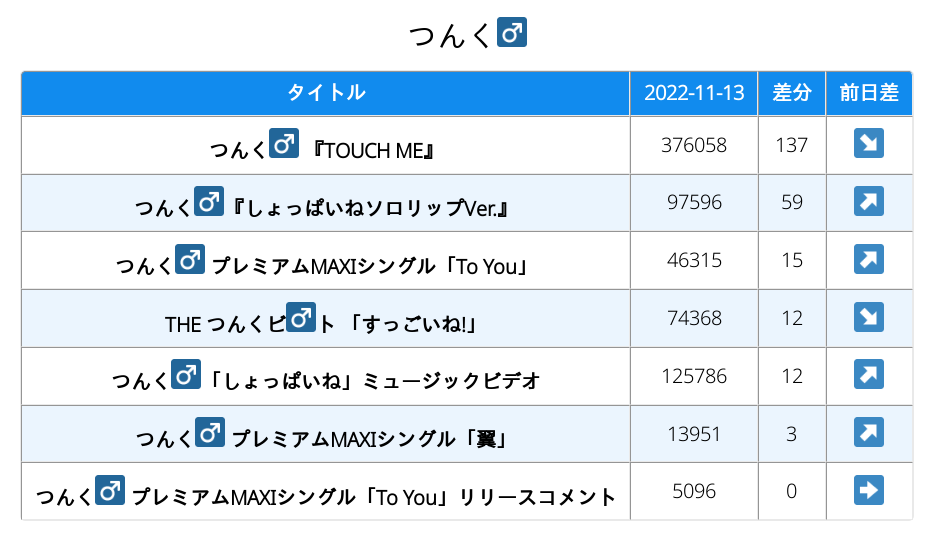 つんく♂
タイトル 2022-11-13 差分 前日差
つんく♂ 『TOUCH ME』 376058 137 ↘
つんく♂『しょっぱいねソロリップVer.』 97596 59 ↗
つんく♂ プレミアムMAXIシングル「To You」 46315 15 ↗
THE つんくビ♂ト 「すっごいね!」 74368 12 ↘
つんく♂「しょっぱいね」ミュージックビデオ 125786 12 ↗
つんく♂ プレミアムMAXIシングル「翼」 13951 3 ↗
つんく♂ プレミアムMAXIシングル「To You」リリースコメント 5096 0 →